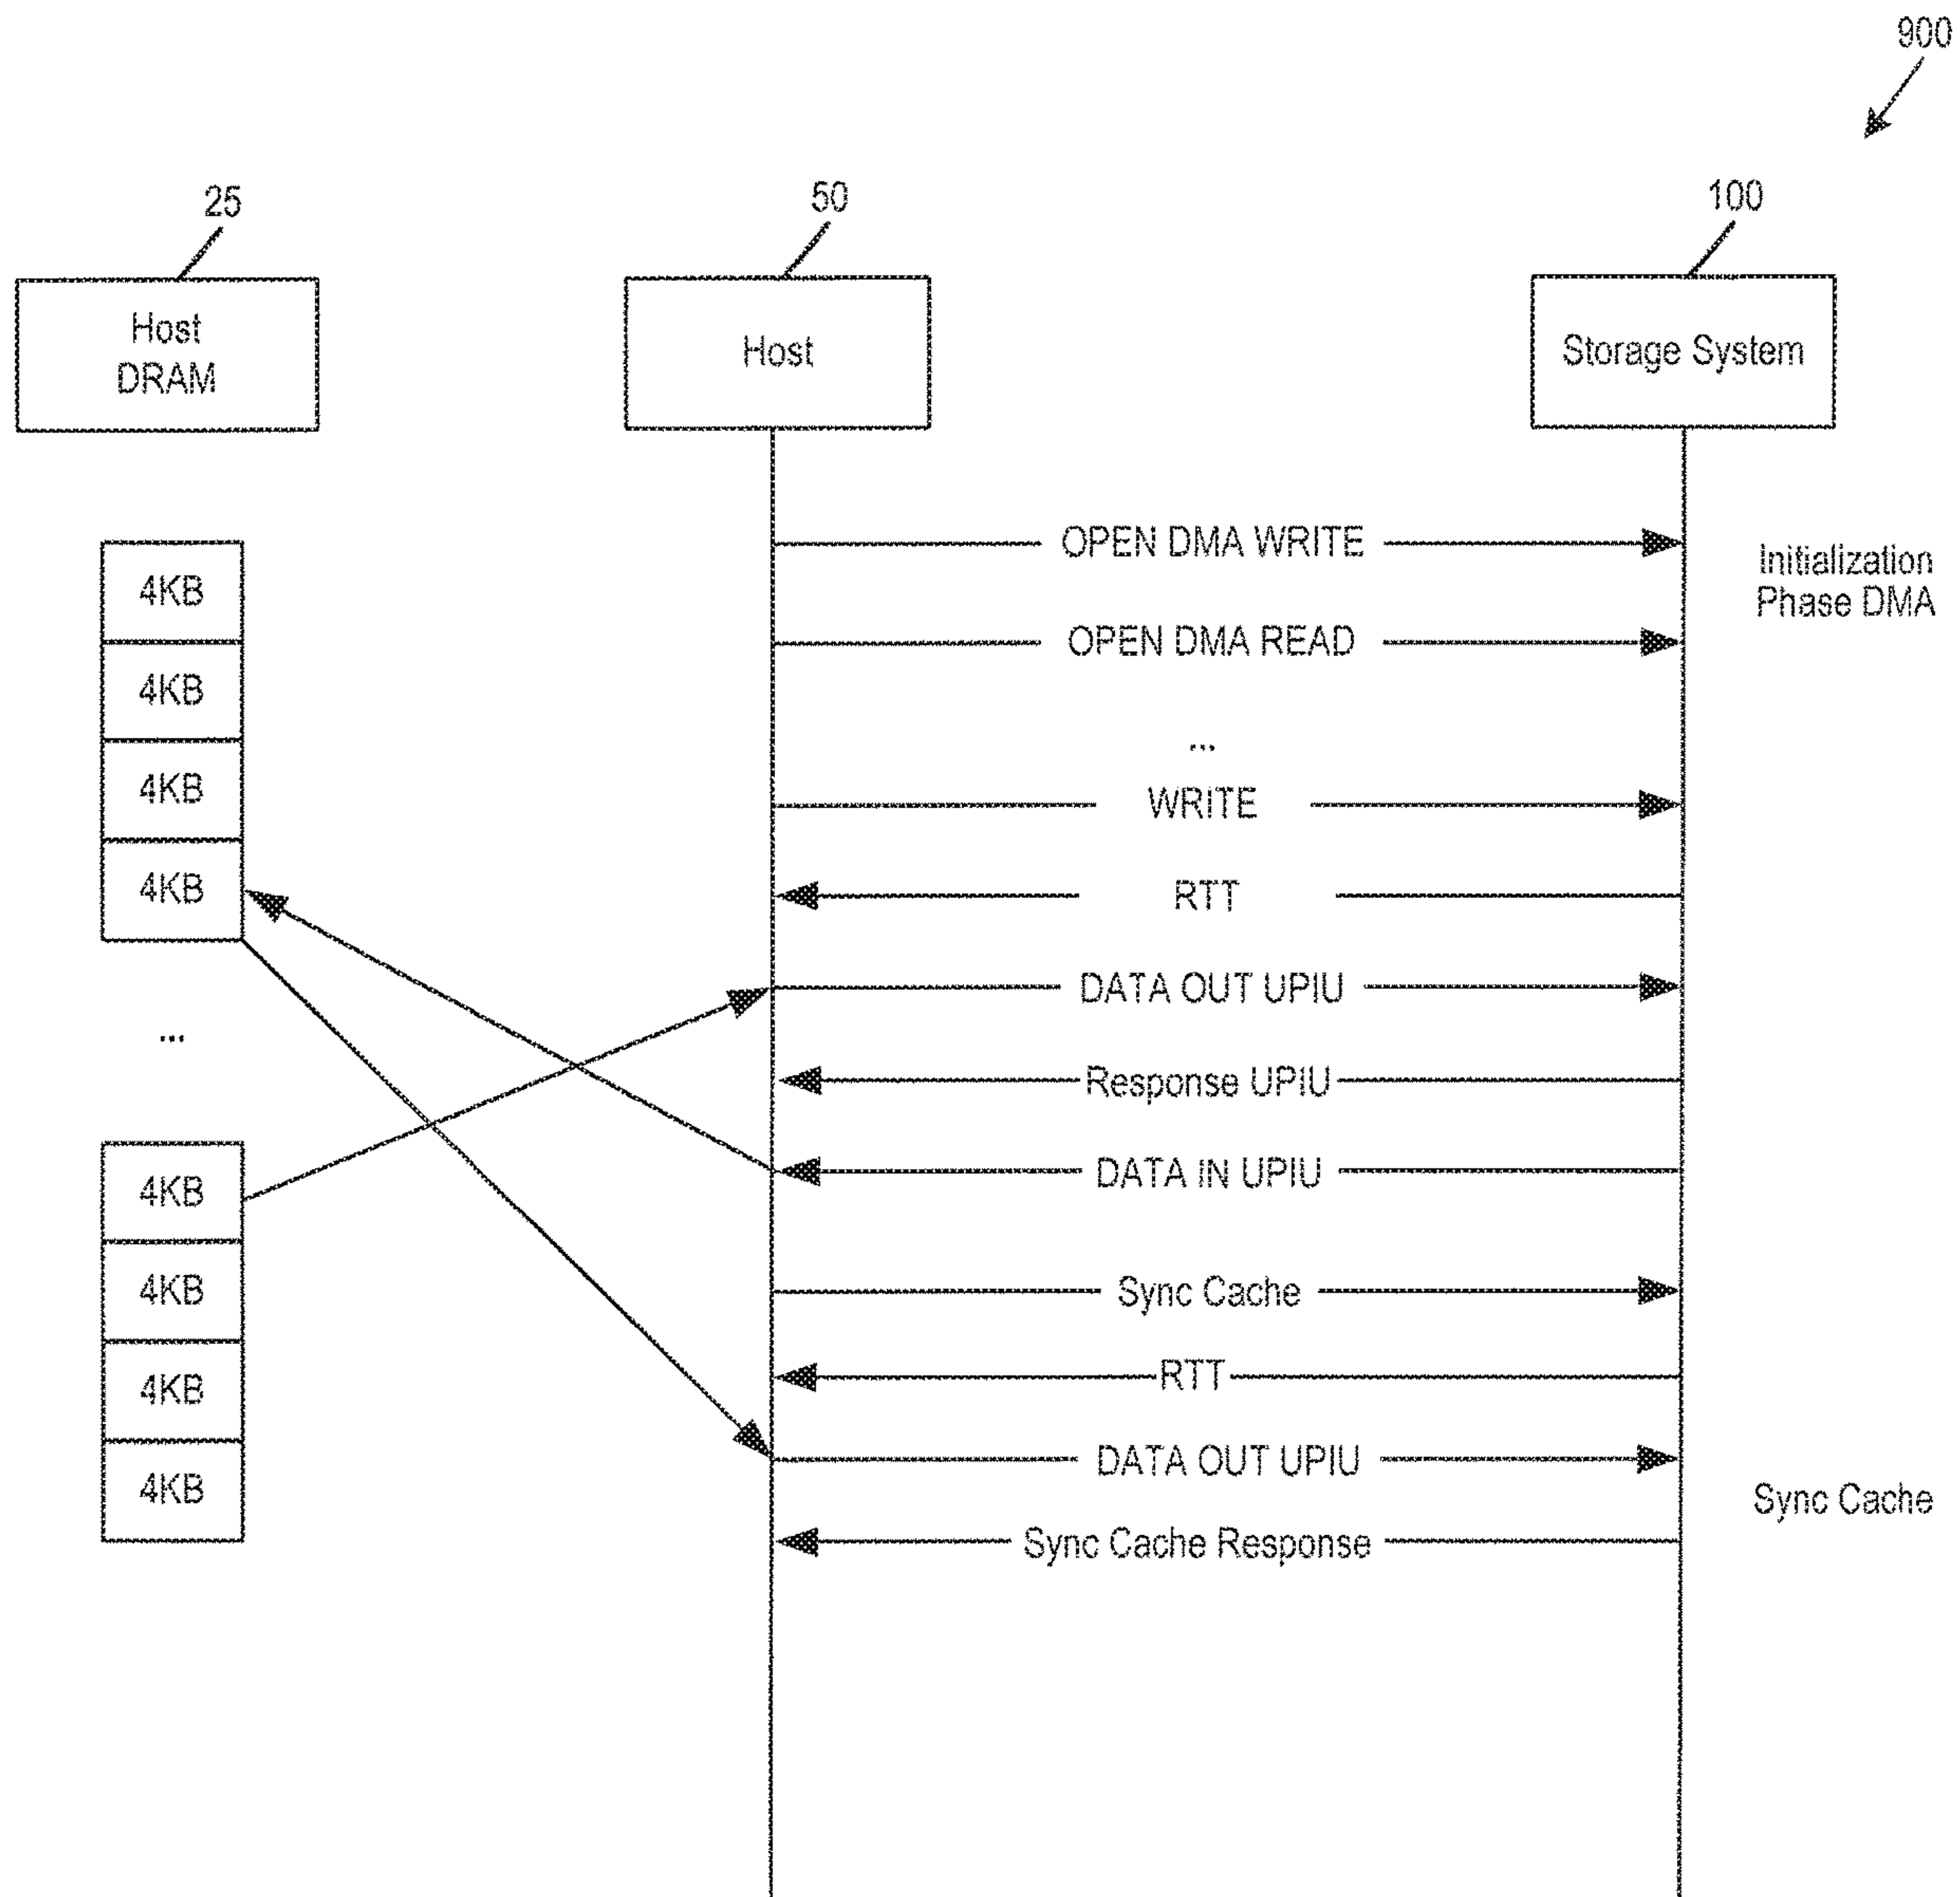 900
25
50
100
Host
DRAM
Host
Storage System
OPEN DMA WRITE
Initialization
Phase DMA
4KB
OPEN DMA READ
4KB
...
4KB
WRITE
4KB
RTT
DATA OUT UPIU
...
Response UPIU
DATA IN UPIU
4KB
Sync Cache
4KB
RTT
4KB
DATA OUT UPIU
4KB
Sync Cache
Sync Cache Response